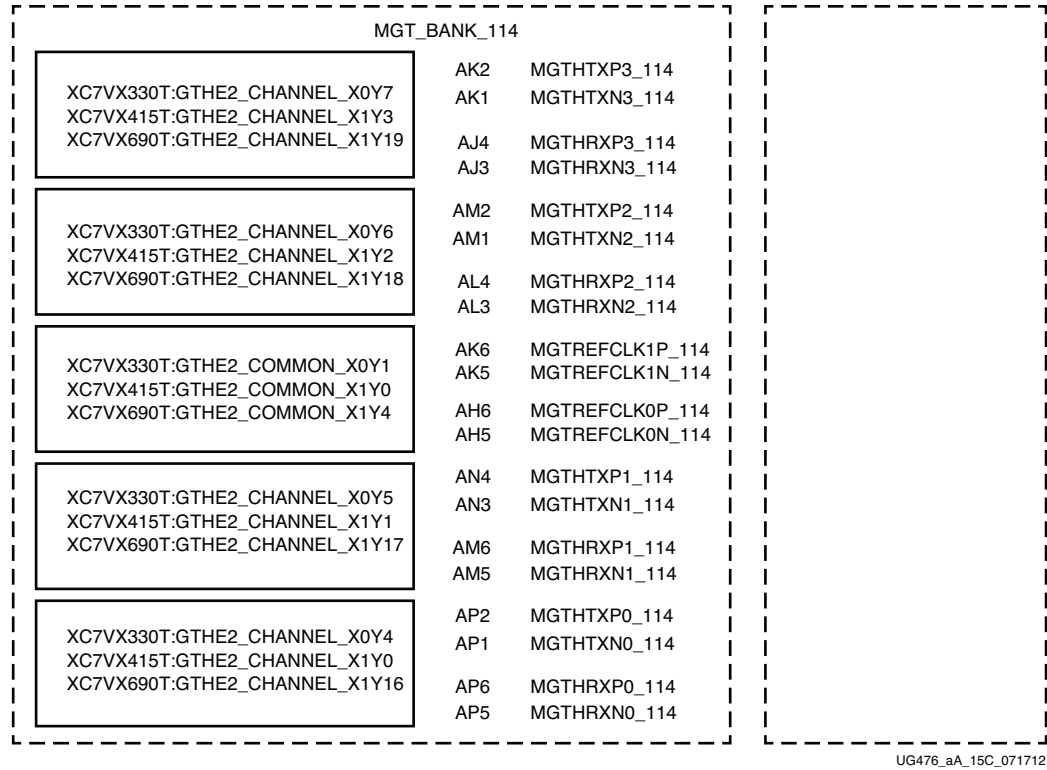 MGT_BANK_114
XC7VX330T:GTHE2_CHANNEL_X0Y7
XC7VX415T:GTHE2_CHANNEL_X1Y3
XC7VX690T:GTHE2_CHANNEL_X1Y19
AK2 MGTHTXP3_114
AK1 MGTHTXN3_114
AJ4 MGTHRXP3_114
AJ3 MGTHRXN3_114
XC7VX330T:GTHE2_CHANNEL_X0Y6
XC7VX415T:GTHE2_CHANNEL_X1Y2
XC7VX690T:GTHE2_CHANNEL_X1Y18
AM2 MGTHTXP2_114
AM1 MGTHTXN2_114
AL4 MGTHRXP2_114
AL3 MGTHRXN2_114
XC7VX330T:GTHE2_COMMON_X0Y1
XC7VX415T:GTHE2_COMMON_X1Y0
XC7VX690T:GTHE2_COMMON_X1Y4
AK6 MGTREFCLK1P_114
AK5 MGTREFCLK1N_114
AH6 MGTREFCLK0P_114
AH5 MGTREFCLK0N_114
XC7VX330T:GTHE2_CHANNEL_X0Y5
XC7VX415T:GTHE2_CHANNEL_X1Y1
XC7VX690T:GTHE2_CHANNEL_X1Y17
AN4 MGTHTXP1_114
AN3 MGTHTXN1_114
AM6 MGTHRXP1_114
AM5 MGTHRXN1_114
XC7VX330T:GTHE2_CHANNEL_X0Y4
XC7VX415T:GTHE2_CHANNEL_X1Y0
XC7VX690T:GTHE2_CHANNEL_X1Y16
AP2 MGTHTXP0_114
AP1 MGTHTXN0_114
AP6 MGTHRXP0_114
AP5 MGTHRXN0_114
UG476_aA_15C_071712